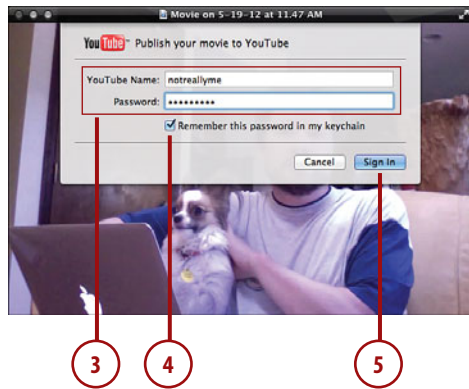 Movie on 5-19-12 at 11.47 AM
YouTube™ Publish your movie to YouTube
YouTube Name: notreallyme
Password: •••••••••
Remember this password in my keychain
Cancel Sign In
3 4 5